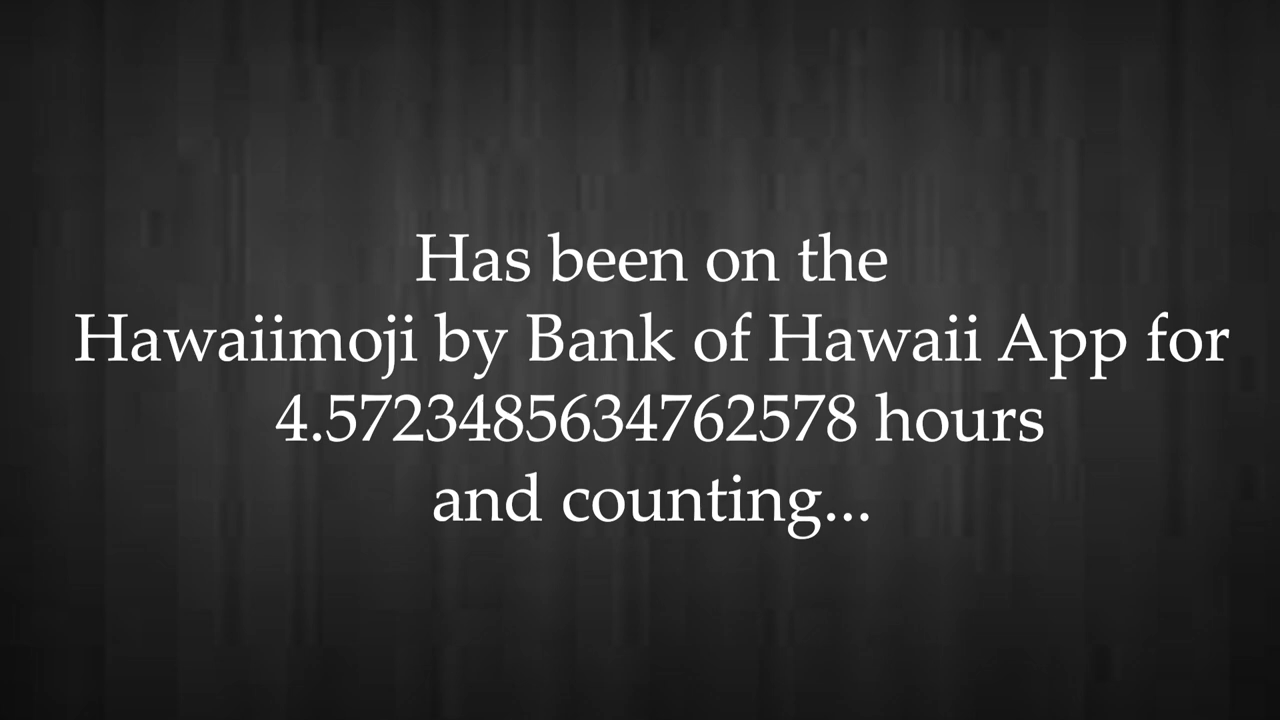 Has been on the
Hawaiimoji by Bank of Hawaii App for
4.5723485634762578 hours
and counting...